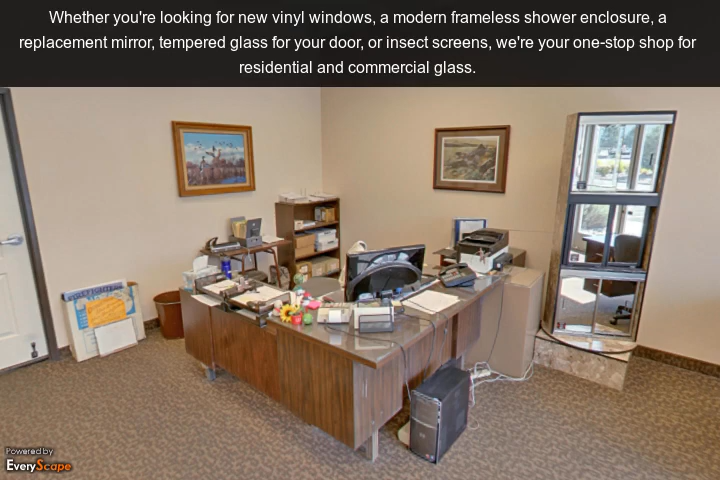 Whether you're looking for new vinyl windows, a modern frameless shower enclosure, a
replacement mirror, tempered glass for your door, or insect screens, we're your one-stop shop for
residential and commercial glass.
Powered by
EveryScape